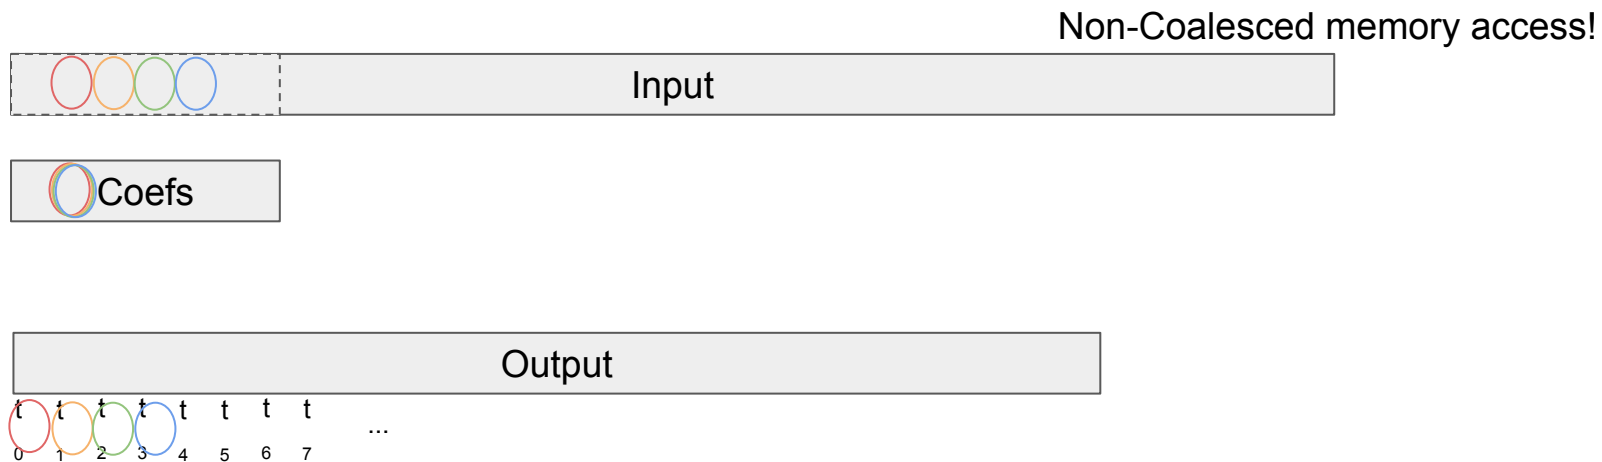 Non-Coalesced memory access!
Input
Coefs
Output
t t t t t t t t
0 1 2 3 4 5 6 7 ...